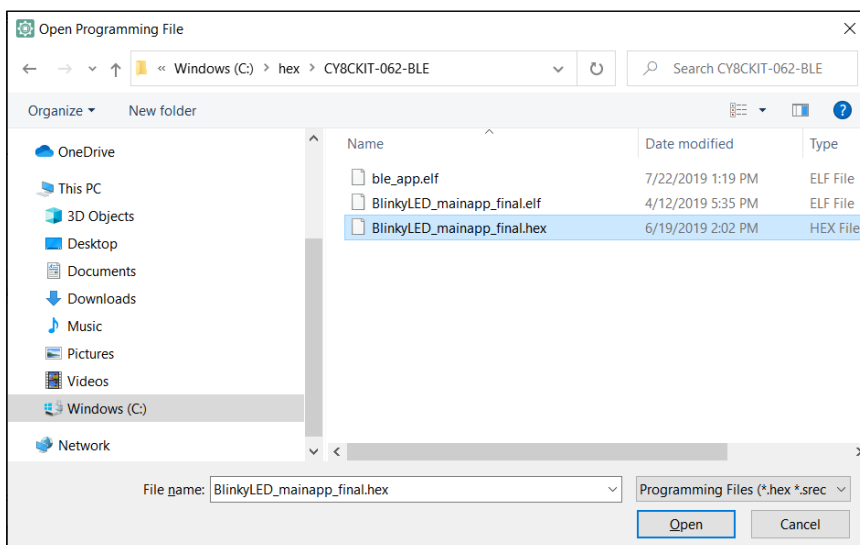 Open Programming File
« Windows (C:) > hex > CY8CKIT-062-BLE
Search CY8CKIT-062-BLE
Organize
New folder
?
Name
Date modified
Type
OneDrive
This PC
3D Objects
Desktop
Documents
Downloads
Music
Pictures
Videos
Windows (C:)
Network
ble_app.elf 7/22/2019 1:19 PM ELF File
BlinkyLED_mainapp_final.elf 4/12/2019 5:35 PM ELF File
BlinkyLED_mainapp_final.hex 6/19/2019 2:02 PM HEX File
File name: BlinkyLED_mainapp_final.hex
Programming Files (*.hex *.srec
Open
Cancel